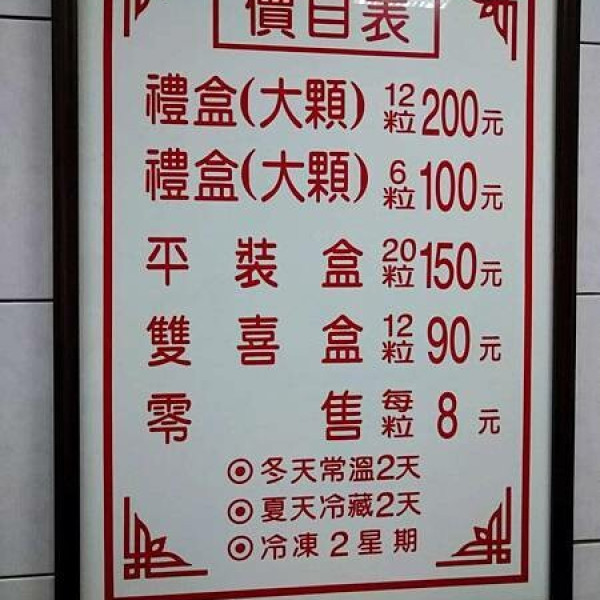 價目表
禮盒(大顆) 12粒 200元
禮盒(大顆) 6粒 100元
平裝盒 20粒 150元
雙喜盒 12粒 90元
零售 每粒 8元
⊙冬天常溫2天
⊙夏天冷藏2天
⊙冷凍2星期